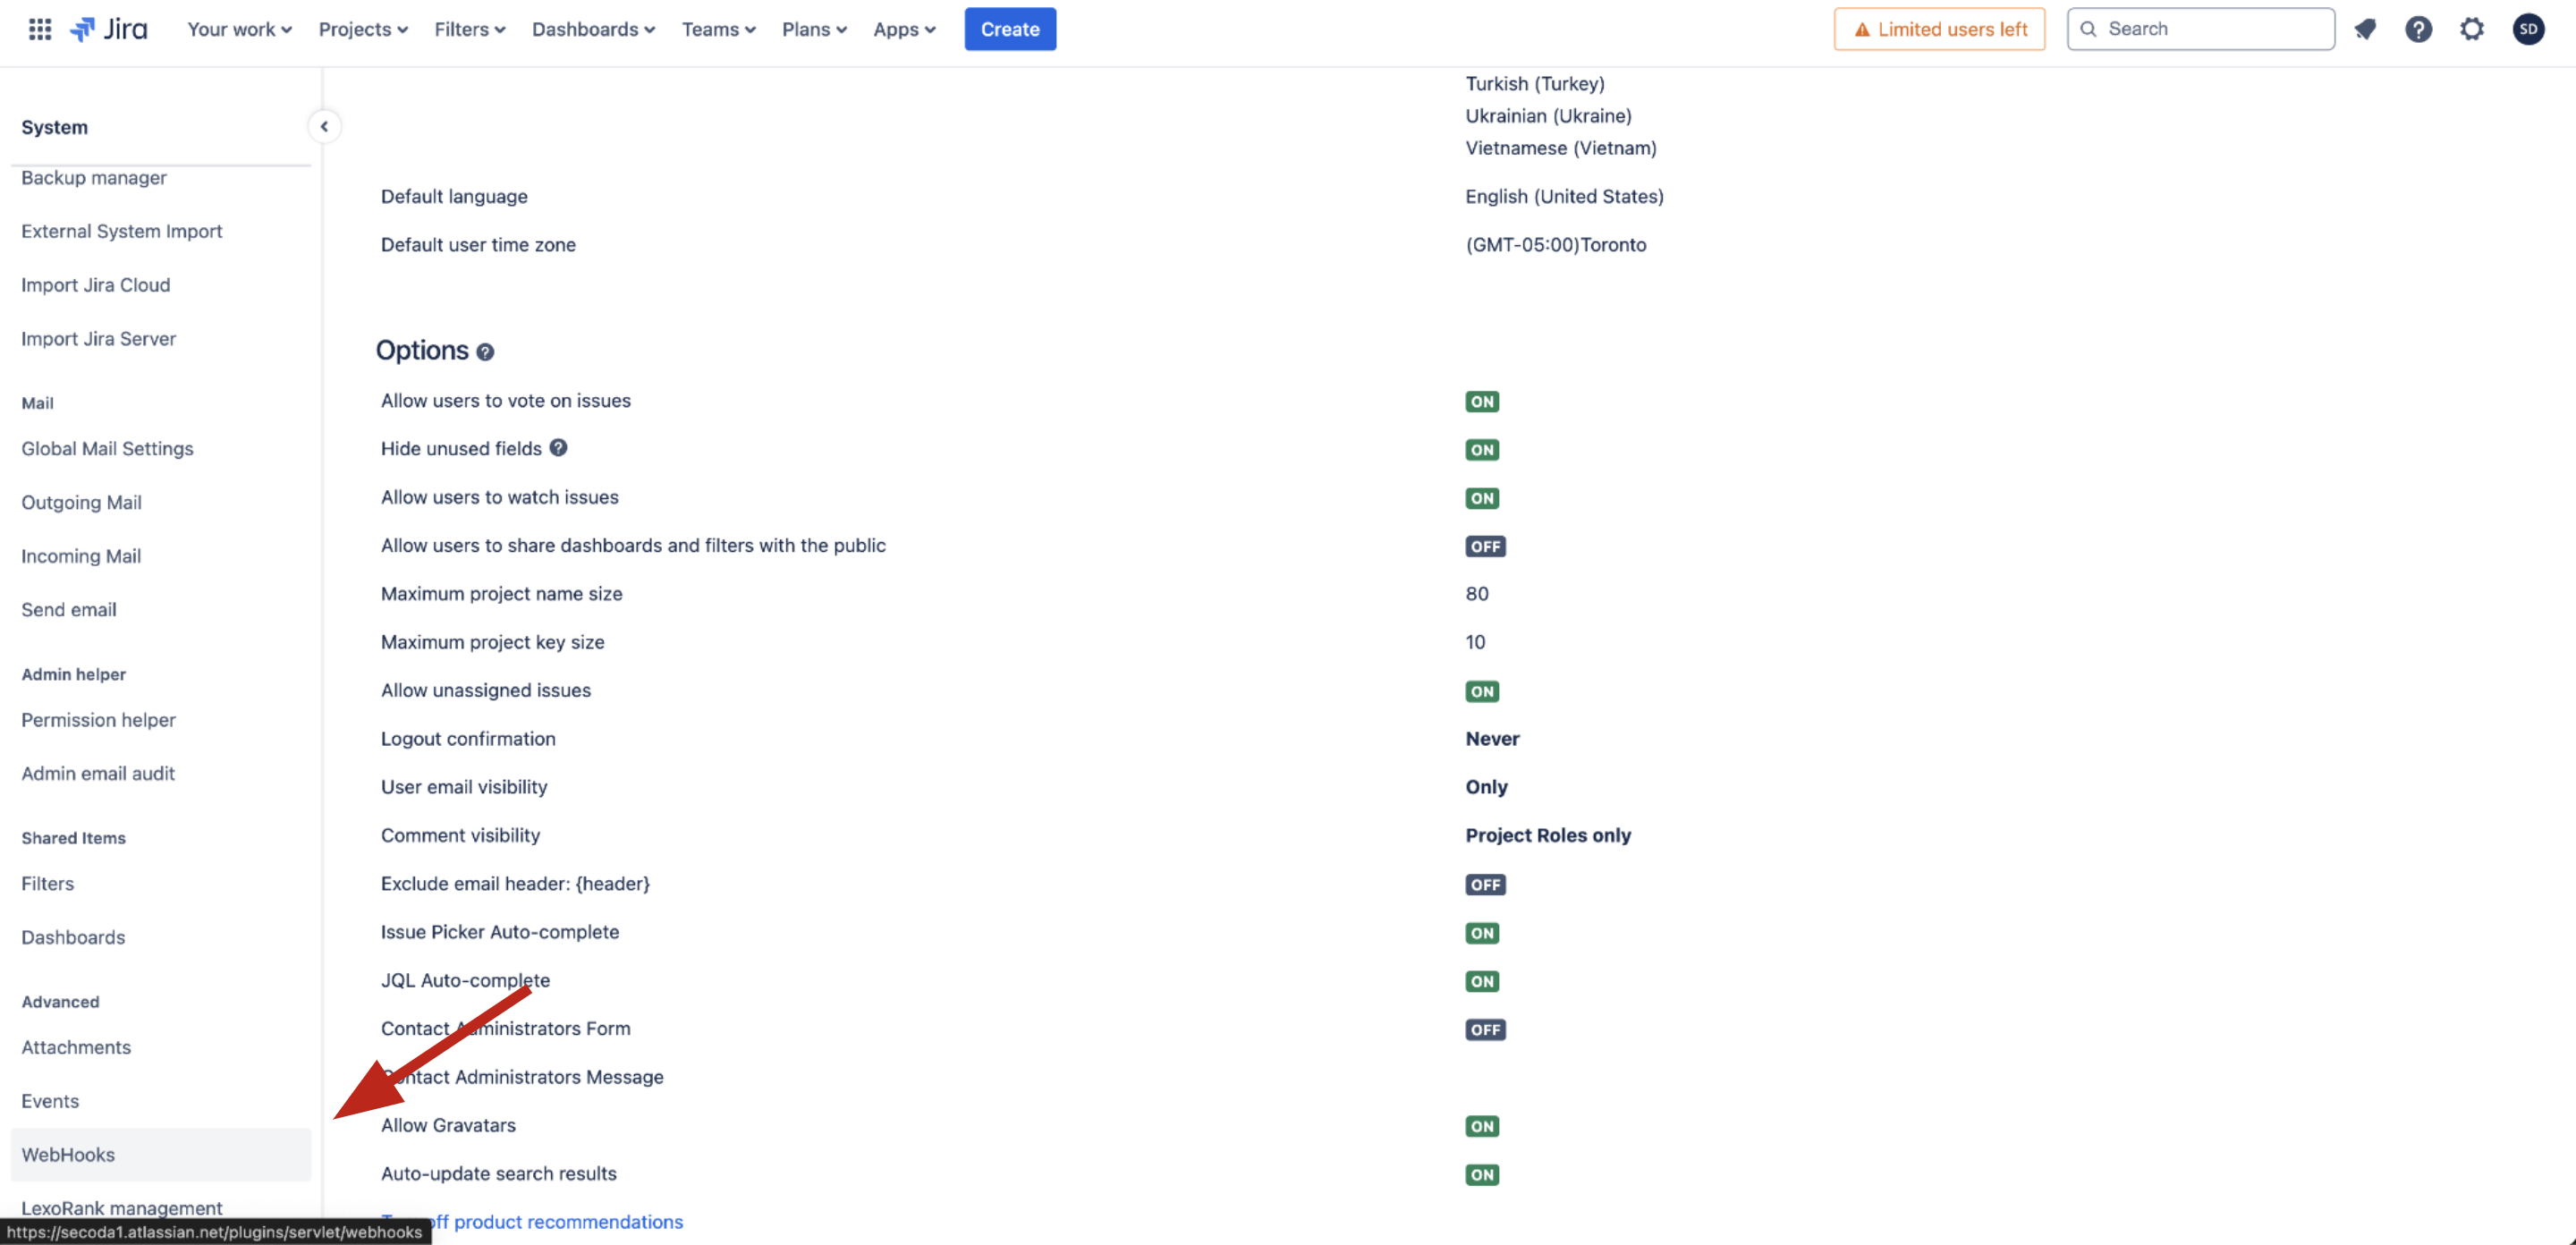 Jira Your work Projects Filters Dashboards Teams Plans Apps Create Limited users left Search SD
System
Backup manager
External System Import
Import Jira Cloud
Import Jira Server
Mail
Global Mail Settings
Outgoing Mail
Incoming Mail
Send email
Admin helper
Permission helper
Admin email audit
Shared Items
Filters
Dashboards
Advanced
Attachments
Events
WebHooks
LexoRank management
https://secoda1.atlassian.net/plugins/servlet/webhooks
Turkish (Turkey)
Ukrainian (Ukraine)
Vietnamese (Vietnam)
Default language English (United States)
Default user time zone (GMT-05:00)Toronto
Options ?
Allow users to vote on issues ON
Hide unused fields ? ON
Allow users to watch issues ON
Allow users to share dashboards and filters with the public OFF
Maximum project name size 80
Maximum project key size 10
Allow unassigned issues ON
Logout confirmation Never
User email visibility Only
Comment visibility Project Roles only
Exclude email header: {header} OFF
Issue Picker Auto-complete ON
JQL Auto-complete ON
Contact Administrators Form OFF
Contact Administrators Message
Allow Gravatars ON
Auto-update search results ON
off product recommendations